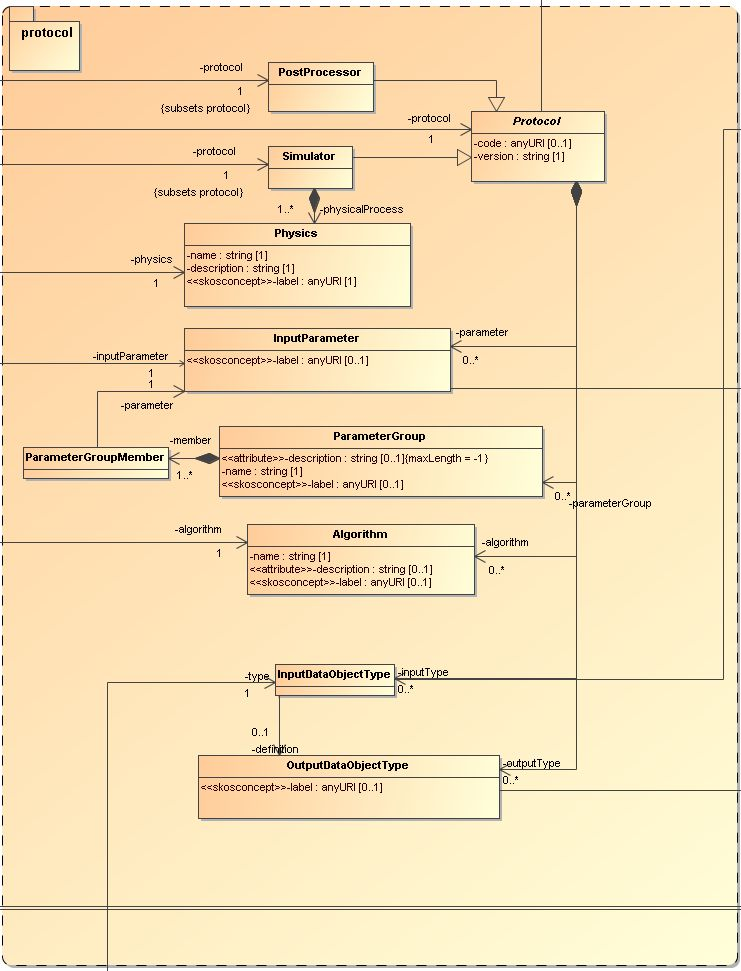 protocol
-protocol
PostProcessor
1
{subsets protocol}
-protocol
1
Protocol
-code : anyURI [0..1]
-version : string [1]
-protocol
Simulator
1
{subsets protocol}
1..*
-physicalProcess
Physics
-physics
1
-name : string [1]
-description : string [1]
<<skosconcept>>-label : anyURI [1]
InputParameter
-parameter
0..*
-inputParameter
1
<<skosconcept>>-label : anyURI [0..1]
1
-parameter
ParameterGroup
-member
1..*
ParameterGroupMember
<<attribute>>-description : string [0..1]{maxLength = -1}
-name : string [1]
<<skosconcept>>-label : anyURI [0..1]
0..*
-parameterGroup
-algorithm
1
Algorithm
-algorithm
0..*
-name : string [1]
<<attribute>>-description : string [0..1]
<<skosconcept>>-label : anyURI [0..1]
-type
1
InputDataObjectType
-inputType
0..*
0..1
-definition
OutputDataObjectType
-outputType
0..*
<<skosconcept>>-label : anyURI [0..1]